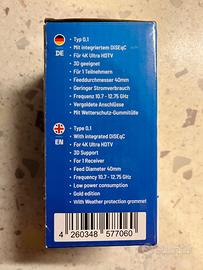 DE
• Typ 0,1
• Mit integriertem DiSEqC
• Für 4K Ultra HDTV
• 3D geeignet
• Für 1 Teilnehmern
• Feeddurchmesser 40mm
• Geringer Stromverbrauch
• Frequenz 10.7 - 12.75 GHz
• Vergoldete Anschlüsse
• Mit Wetterschutz-Gummitülle
EN
• Type 0,1
• With integrated DiSEqC
• For 4K Ultra HDTV
• 3D Support
• For 1 Receiver
• Feed Diameter 40mm
• Frequency 10.7 - 12.75 GHz
• Low power consumption
• Gold edition
• With Weather protection grommet
4 260348 577060